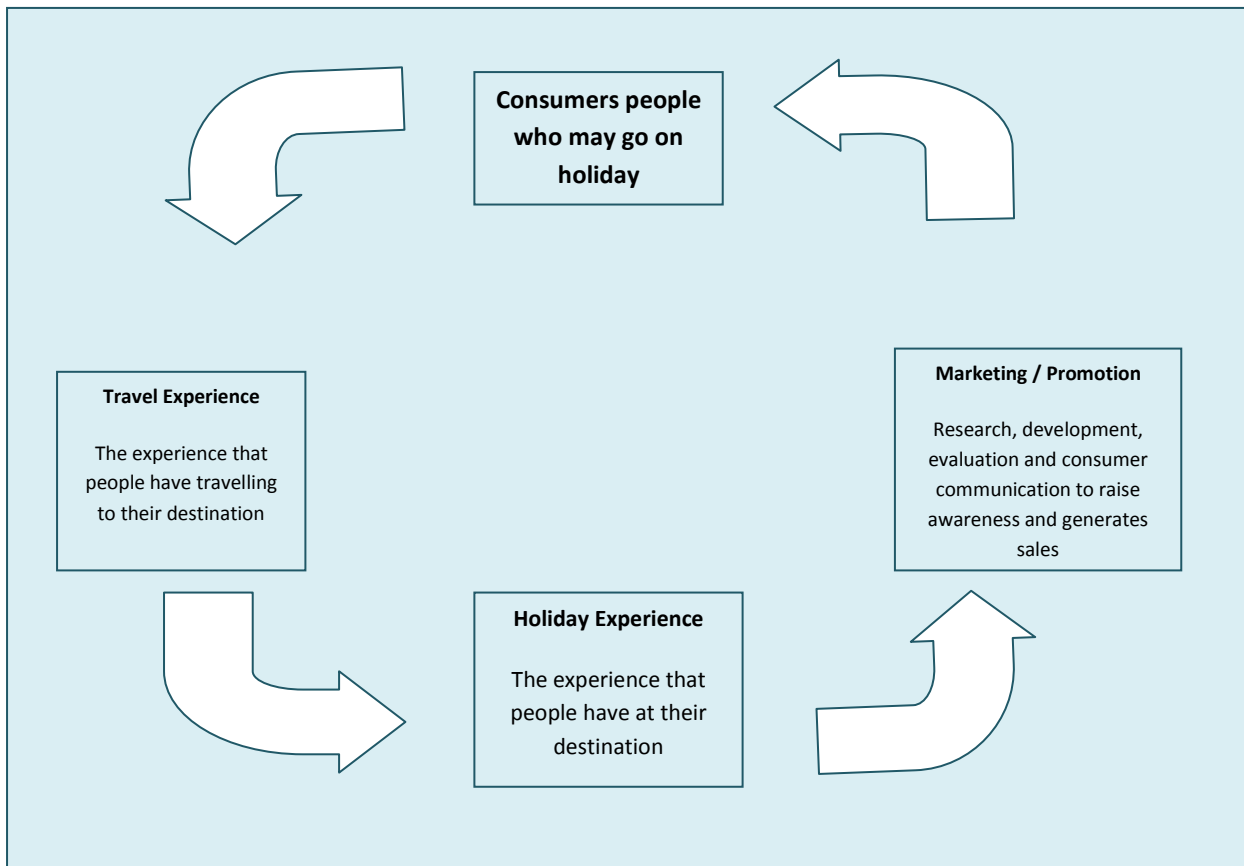 Consumers people
who may go on
holiday
Travel Experience
The experience that
people have travelling
to their destination
Marketing / Promotion
Research, development,
evaluation and consumer
communication to raise
awareness and generates
sales
Holiday Experience
The experience that
people have at their
destination